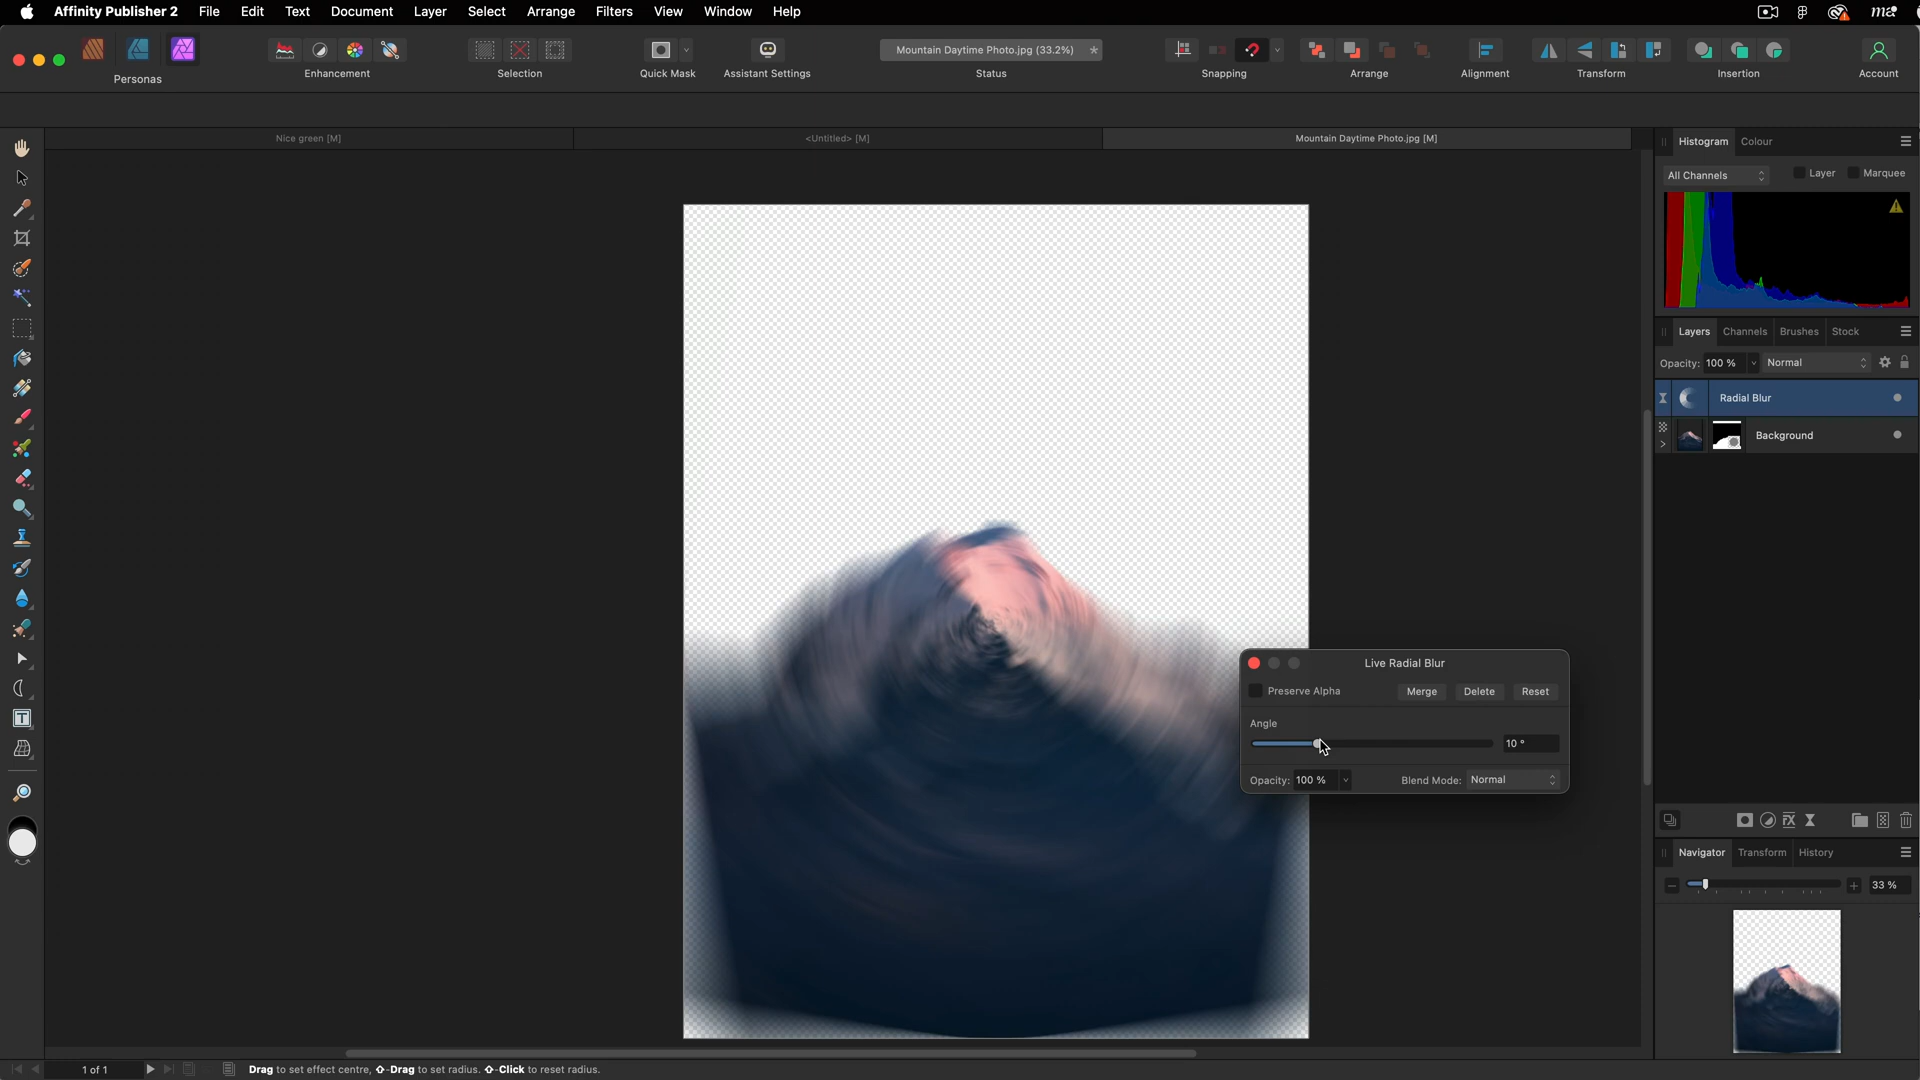 Affinity Publisher 2 File Edit Text Document Layer Select Arrange Filters View Window Help
Personas Enhancement Selection Quick Mask Assistant Settings
Mountain Daytime Photo.jpg (33.2%) *
Status Snapping Arrange Alignment Transform Insertion Account
Nice green [M] <Untitled> [M] Mountain Daytime Photo.jpg [M]
Histogram Colour
All Channels Layer Marquee
Layers Channels Brushes Stock
Opacity: 100 % Normal
Radial Blur
Background
Live Radial Blur
Preserve Alpha Merge Delete Reset
Angle
10 °
Opacity: 100 % Blend Mode: Normal
Navigator Transform History
33 %
1 of 1 Drag to set effect centre, ⇧-Drag to set radius. ⇧-Click to reset radius.